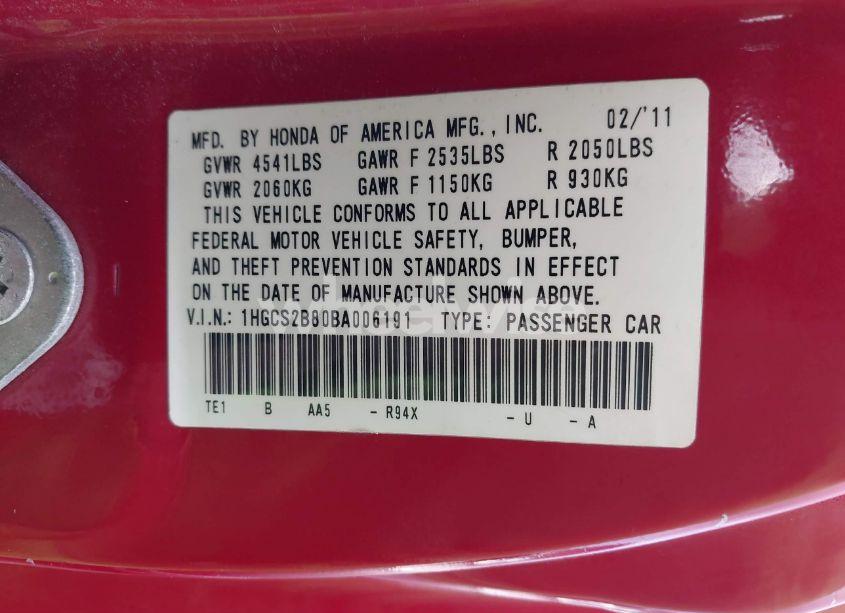 MFD. BY HONDA OF AMERICA MFG., INC. 02/'11
GVWR 4541LBS GAWR F 2535LBS R 2050LBS
GVWR 2060KG GAWR F 1150KG R 930KG
THIS VEHICLE CONFORMS TO ALL APPLICABLE
FEDERAL MOTOR VEHICLE SAFETY, BUMPER,
AND THEFT PREVENTION STANDARDS IN EFFECT
ON THE DATE OF MANUFACTURE SHOWN ABOVE.
V.I.N.: 1HGCS2B80BA006191 TYPE: PASSENGER CAR
TE1 B AA5 - R94X - U - A